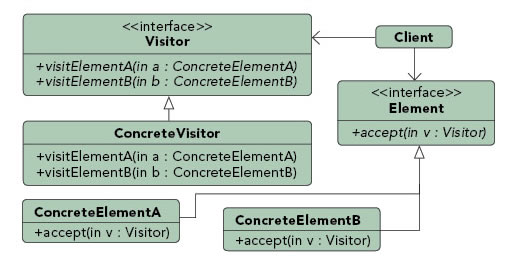 <<interface>>
Visitor
+visitElementA(in a : ConcreteElementA)
+visitElementB(in b : ConcreteElementB)
Client
<<interface>>
Element
+accept(in v : Visitor)
ConcreteVisitor
+visitElementA(in a : ConcreteElementA)
+visitElementB(in b : ConcreteElementB)
ConcreteElementA
+accept(in v : Visitor)
ConcreteElementB
+accept(in v : Visitor)